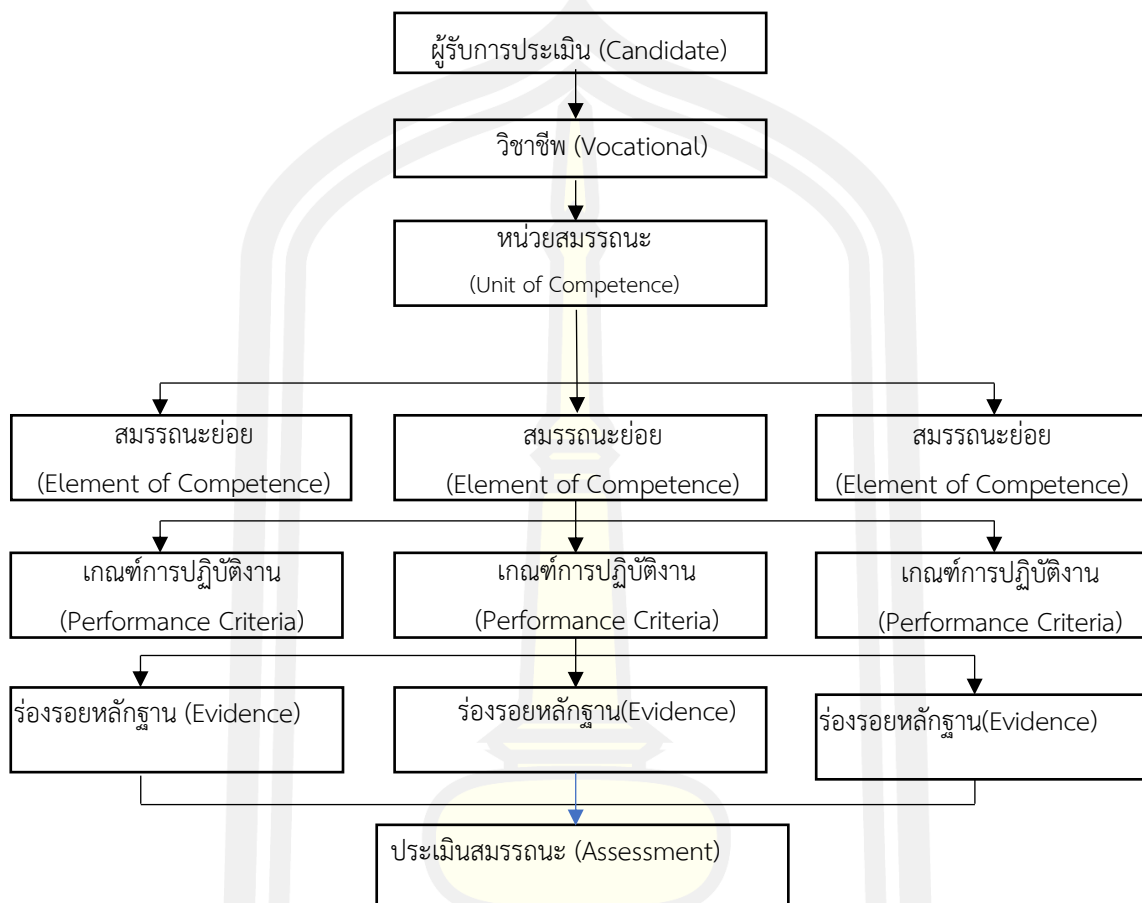 ผู้รับการประเมิน (Candidate)
วิชาชีพ (Vocational)
หน่วยสมรรถนะ
(Unit of Competence)
สมรรถนะย่อย
(Element of Competence)
สมรรถนะย่อย
(Element of Competence)
สมรรถนะย่อย
(Element of Competence)
เกณฑ์การปฏิบัติงาน
(Performance Criteria)
เกณฑ์การปฏิบัติงาน
(Performance Criteria)
เกณฑ์การปฏิบัติงาน
(Performance Criteria)
ร่องรอยหลักฐาน (Evidence)
ร่องรอยหลักฐาน(Evidence)
ร่องรอยหลักฐาน(Evidence)
ประเมินสมรรถนะ (Assessment)